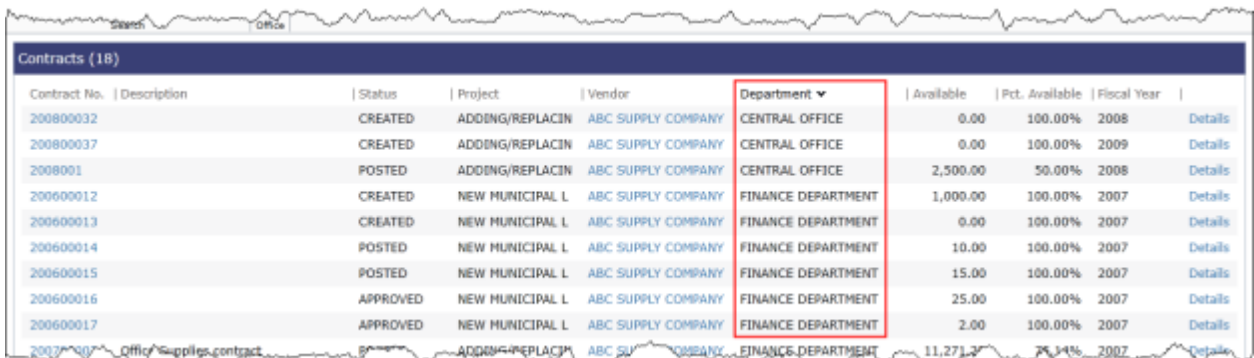 Search Office
Contracts (18)
Contract No. | Description | Status | Project | Vendor Department | Available | Pct. Available | Fiscal Year |
200800032 CREATED ADDING/REPLACIN ABC SUPPLY COMPANY CENTRAL OFFICE 0.00 100.00% 2008 Details
200800037 CREATED ADDING/REPLACIN ABC SUPPLY COMPANY CENTRAL OFFICE 0.00 100.00% 2009 Details
2008001 POSTED ADDING/REPLACIN ABC SUPPLY COMPANY CENTRAL OFFICE 2,500.00 50.00% 2008 Details
200600012 CREATED NEW MUNICIPAL L ABC SUPPLY COMPANY FINANCE DEPARTMENT 1,000.00 100.00% 2007 Details
200600013 CREATED NEW MUNICIPAL L ABC SUPPLY COMPANY FINANCE DEPARTMENT 0.00 100.00% 2007 Details
200600014 POSTED NEW MUNICIPAL L ABC SUPPLY COMPANY FINANCE DEPARTMENT 10.00 100.00% 2007 Details
200600015 POSTED NEW MUNICIPAL L ABC SUPPLY COMPANY FINANCE DEPARTMENT 15.00 100.00% 2007 Details
200600016 APPROVED NEW MUNICIPAL L ABC SUPPLY COMPANY FINANCE DEPARTMENT 25.00 100.00% 2007 Details
200600017 APPROVED NEW MUNICIPAL L ABC SUPPLY COMPANY FINANCE DEPARTMENT 2.00 100.00% 2007 Details
Office Supplies contract ADDING/REPLACIN ABC COMPANY FINANCE DEPARTMENT 2007 Details